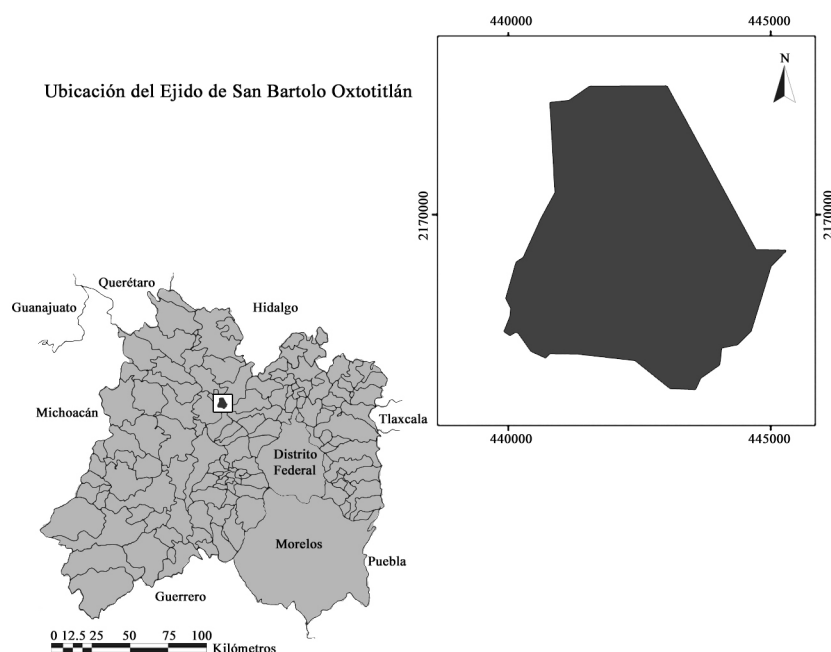 440000
445000
N
Ubicación del Ejido de San Bartolo Oxtotitlán
2170000
2170000
Querétaro
Guanajuato
Hidalgo
Michoacán
Tlaxcala
Distrito
Federal
440000
445000
Morelos
Puebla
Guerrero
0 12.5 25 50 75 100
Kilómetros